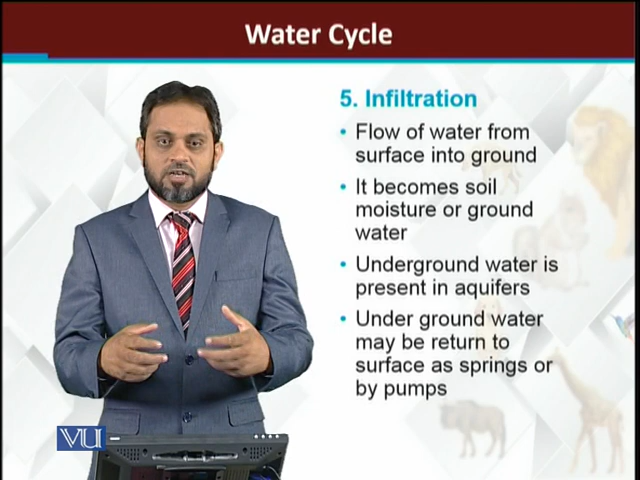 Water Cycle
5. Infiltration
• Flow of water from
surface into ground
• It becomes soil
moisture or ground
water
• Underground water is
present in aquifers
• Under ground water
may be return to
surface as springs or
by pumps
VU